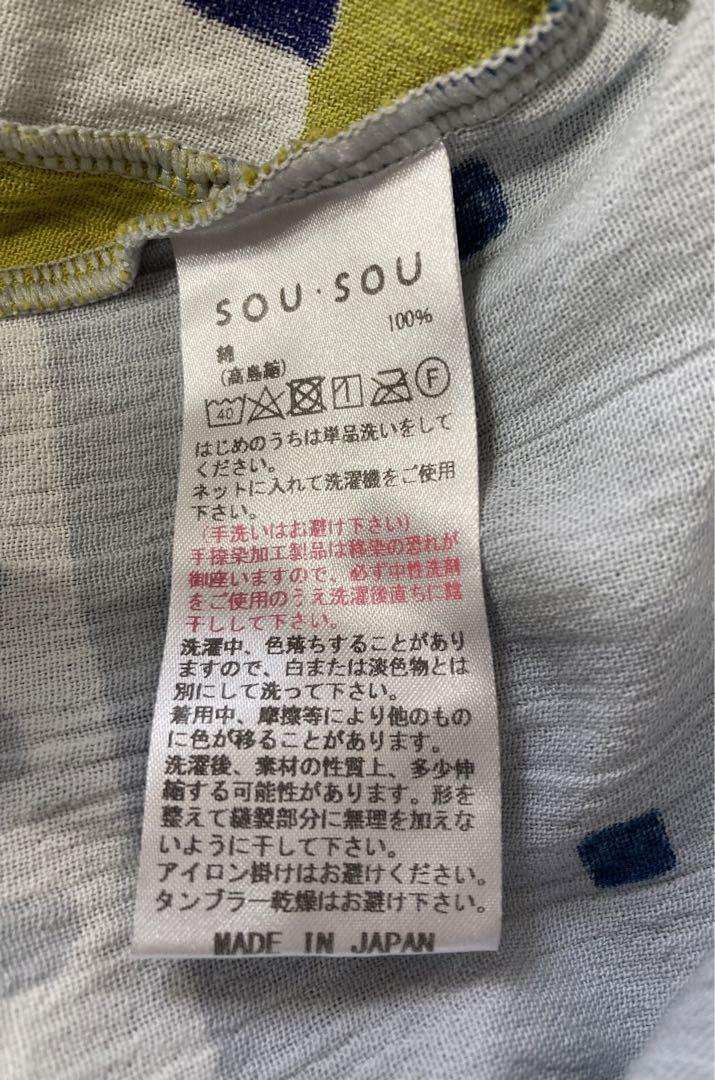 SOU・SOU
綿 100%
(高島縮)
40 F
はじめのうちは単品洗いをして
ください。
ネットに入れて洗濯機をご使用
下さい。
(手洗いはお避け下さい)
手捺染加工製品は移染の恐れが
御座いますので、必ず中性洗剤
をご使用のうえ洗濯後直ちに陰
干しして下さい。
洗濯中、色落ちすることがあり
ますので、白または淡色物とは
別にして洗って下さい。
着用中、摩擦等により他のもの
に色が移ることがあります。
洗濯後、素材の性質上、多少伸
縮する可能性があります。形を
整えて縫製部分に無理を加えな
いように干して下さい。
アイロン掛けはお避けください。
タンブラー乾燥はお避け下さい。
MADE IN JAPAN